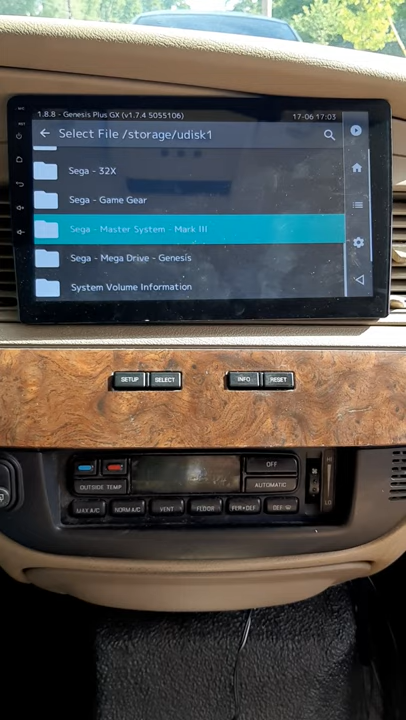 1.8.8 - Genesis Plus GX (v1.7.4 5055106) 17-06 17:03
Select File /storage/udisk1
Sega - 32X
Sega - Game Gear
Sega - Master System - Mark III
Sega - Mega Drive - Genesis
System Volume Information
SETUP SELECT INFO RESET
OFF
OUTSIDE TEMP AUTOMATIC
HI
LO
MAX A/C NORM A/C VENT FLOOR FLR•DEF DEF